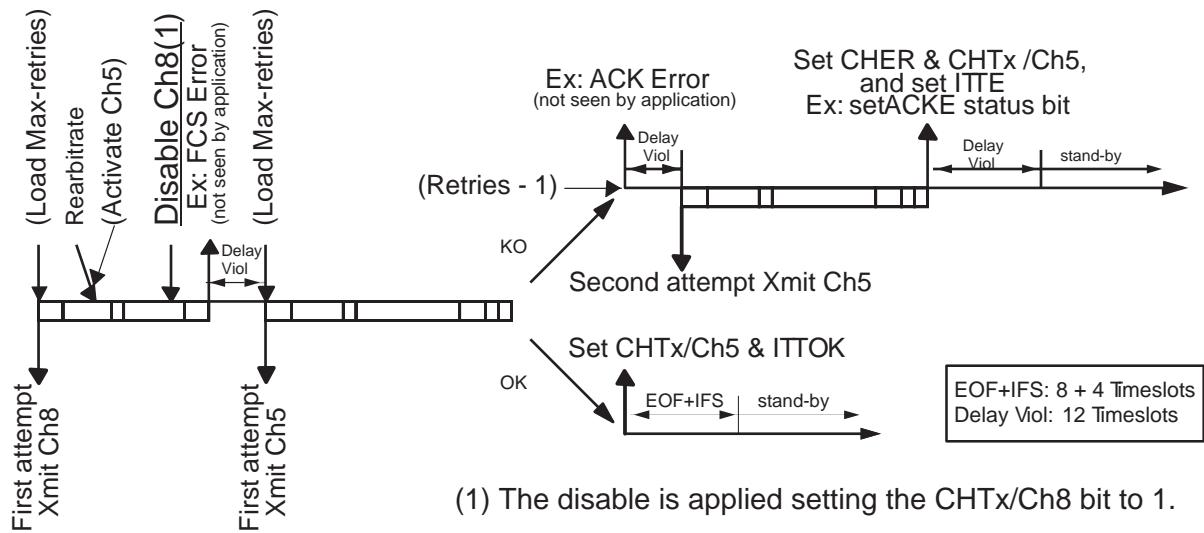 (Load Max-retries)
Rearbitrate
(Activate Ch5)
Disable Ch8(1)
Ex: FCS Error
(not seen by application)
(Load Max-retries)
Delay
Viol
First attempt
Xmit Ch8
First attempt
Xmit Ch5
KO
OK
(Retries - 1)
Ex: ACK Error
(not seen by application)
Delay
Viol
Second attempt Xmit Ch5
Set CHER & CHTx /Ch5,
and set ITTE
Ex: setACKE status bit
Delay
Viol
stand-by
Set CHTx/Ch5 & ITTOK
EOF+IFS
stand-by
EOF+IFS: 8 + 4 Timeslots
Delay Viol: 12 Timeslots
(1) The disable is applied setting the CHTx/Ch8 bit to 1.